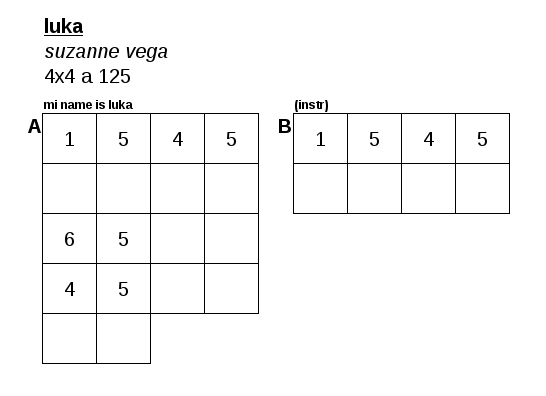 luka
suzanne vega
4x4 a 125
mi name is luka
A
1 5 4 5
6 5
4 5
(instr)
B
1 5 4 5